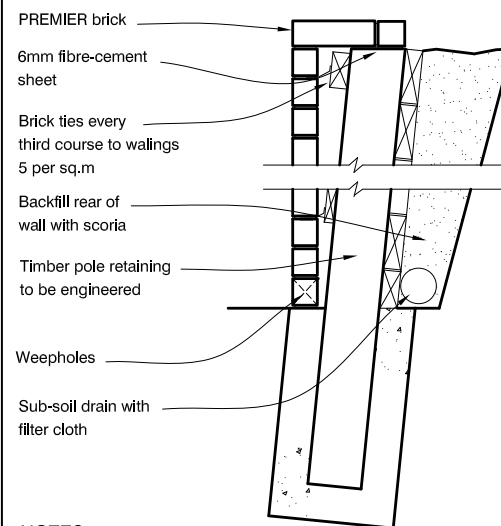 PREMIER brick
6mm fibre-cement
sheet
Brick ties every
third course to walings
5 per sq.m
Backfill rear of
wall with scoria
Timber pole retaining
to be engineered
Weepholes
Sub-soil drain with
filter cloth